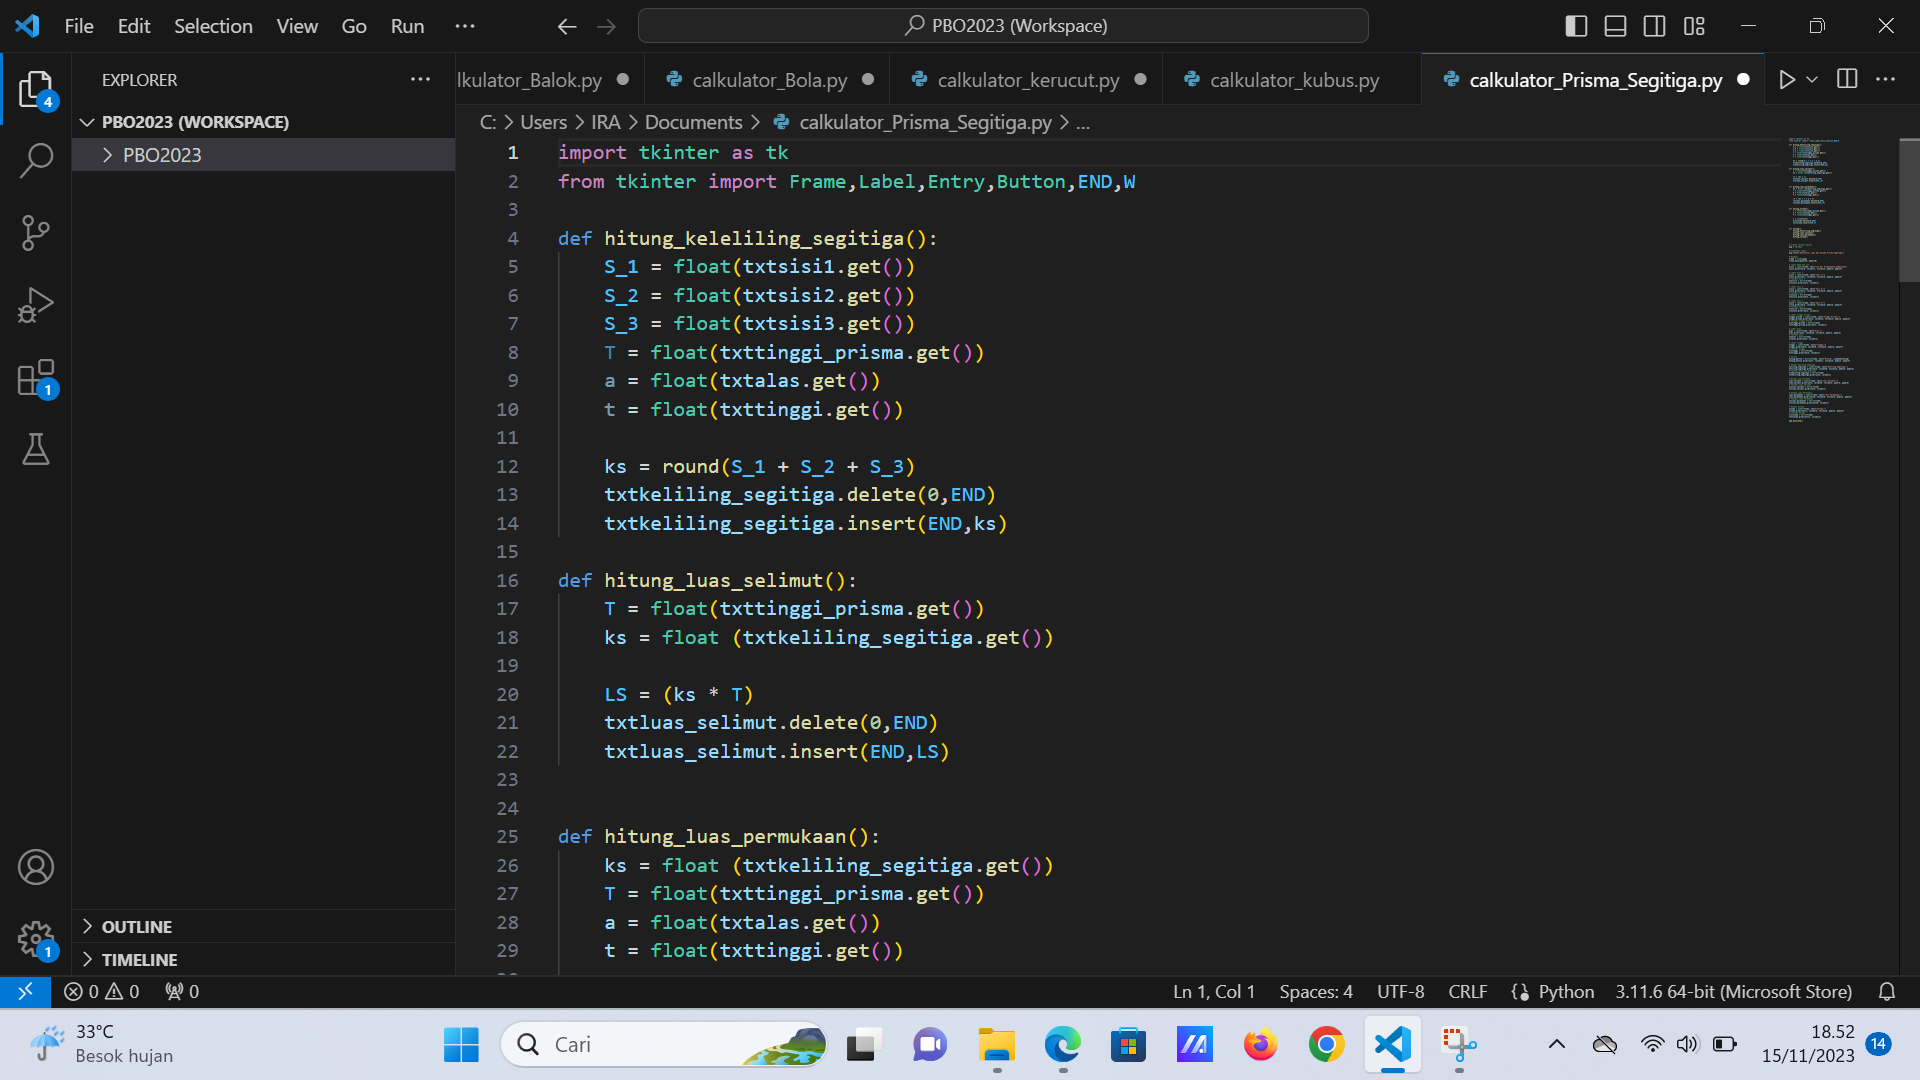 File Edit Selection View Go Run ...
PBO2023 (Workspace)
EXPLORER
PBO2023 (WORKSPACE)
PBO2023
OUTLINE
TIMELINE
4
1
1
lkulator_Balok.py calkulator_Bola.py calkulator_kerucut.py calkulator_kubus.py calkulator_Prisma_Segitiga.py
C: > Users > IRA > Documents > calkulator_Prisma_Segitiga.py > ...
1 import tkinter as tk
2 from tkinter import Frame,Label,Entry,Button,END,W
3
4 def hitung_keleliling_segitiga():
5 S_1 = float(txtsisi1.get())
6 S_2 = float(txtsisi2.get())
7 S_3 = float(txtsisi3.get())
8 T = float(txttinggi_prisma.get())
9 a = float(txtalas.get())
10 t = float(txttinggi.get())
11
12 ks = round(S_1 + S_2 + S_3)
13 txtkeliling_segitiga.delete(0,END)
14 txtkeliling_segitiga.insert(END,ks)
15
16 def hitung_luas_selimut():
17 T = float(txttinggi_prisma.get())
18 ks = float (txtkeliling_segitiga.get())
19
20 LS = (ks * T)
21 txtluas_selimut.delete(0,END)
22 txtluas_selimut.insert(END,LS)
23
24
25 def hitung_luas_permukaan():
26 ks = float (txtkeliling_segitiga.get())
27 T = float(txttinggi_prisma.get())
28 a = float(txtalas.get())
29 t = float(txttinggi.get())
0 0 0 Ln 1, Col 1 Spaces: 4 UTF-8 CRLF Python 3.11.6 64-bit (Microsoft Store)
33°C
Besok hujan
Cari
18.52
15/11/2023
14